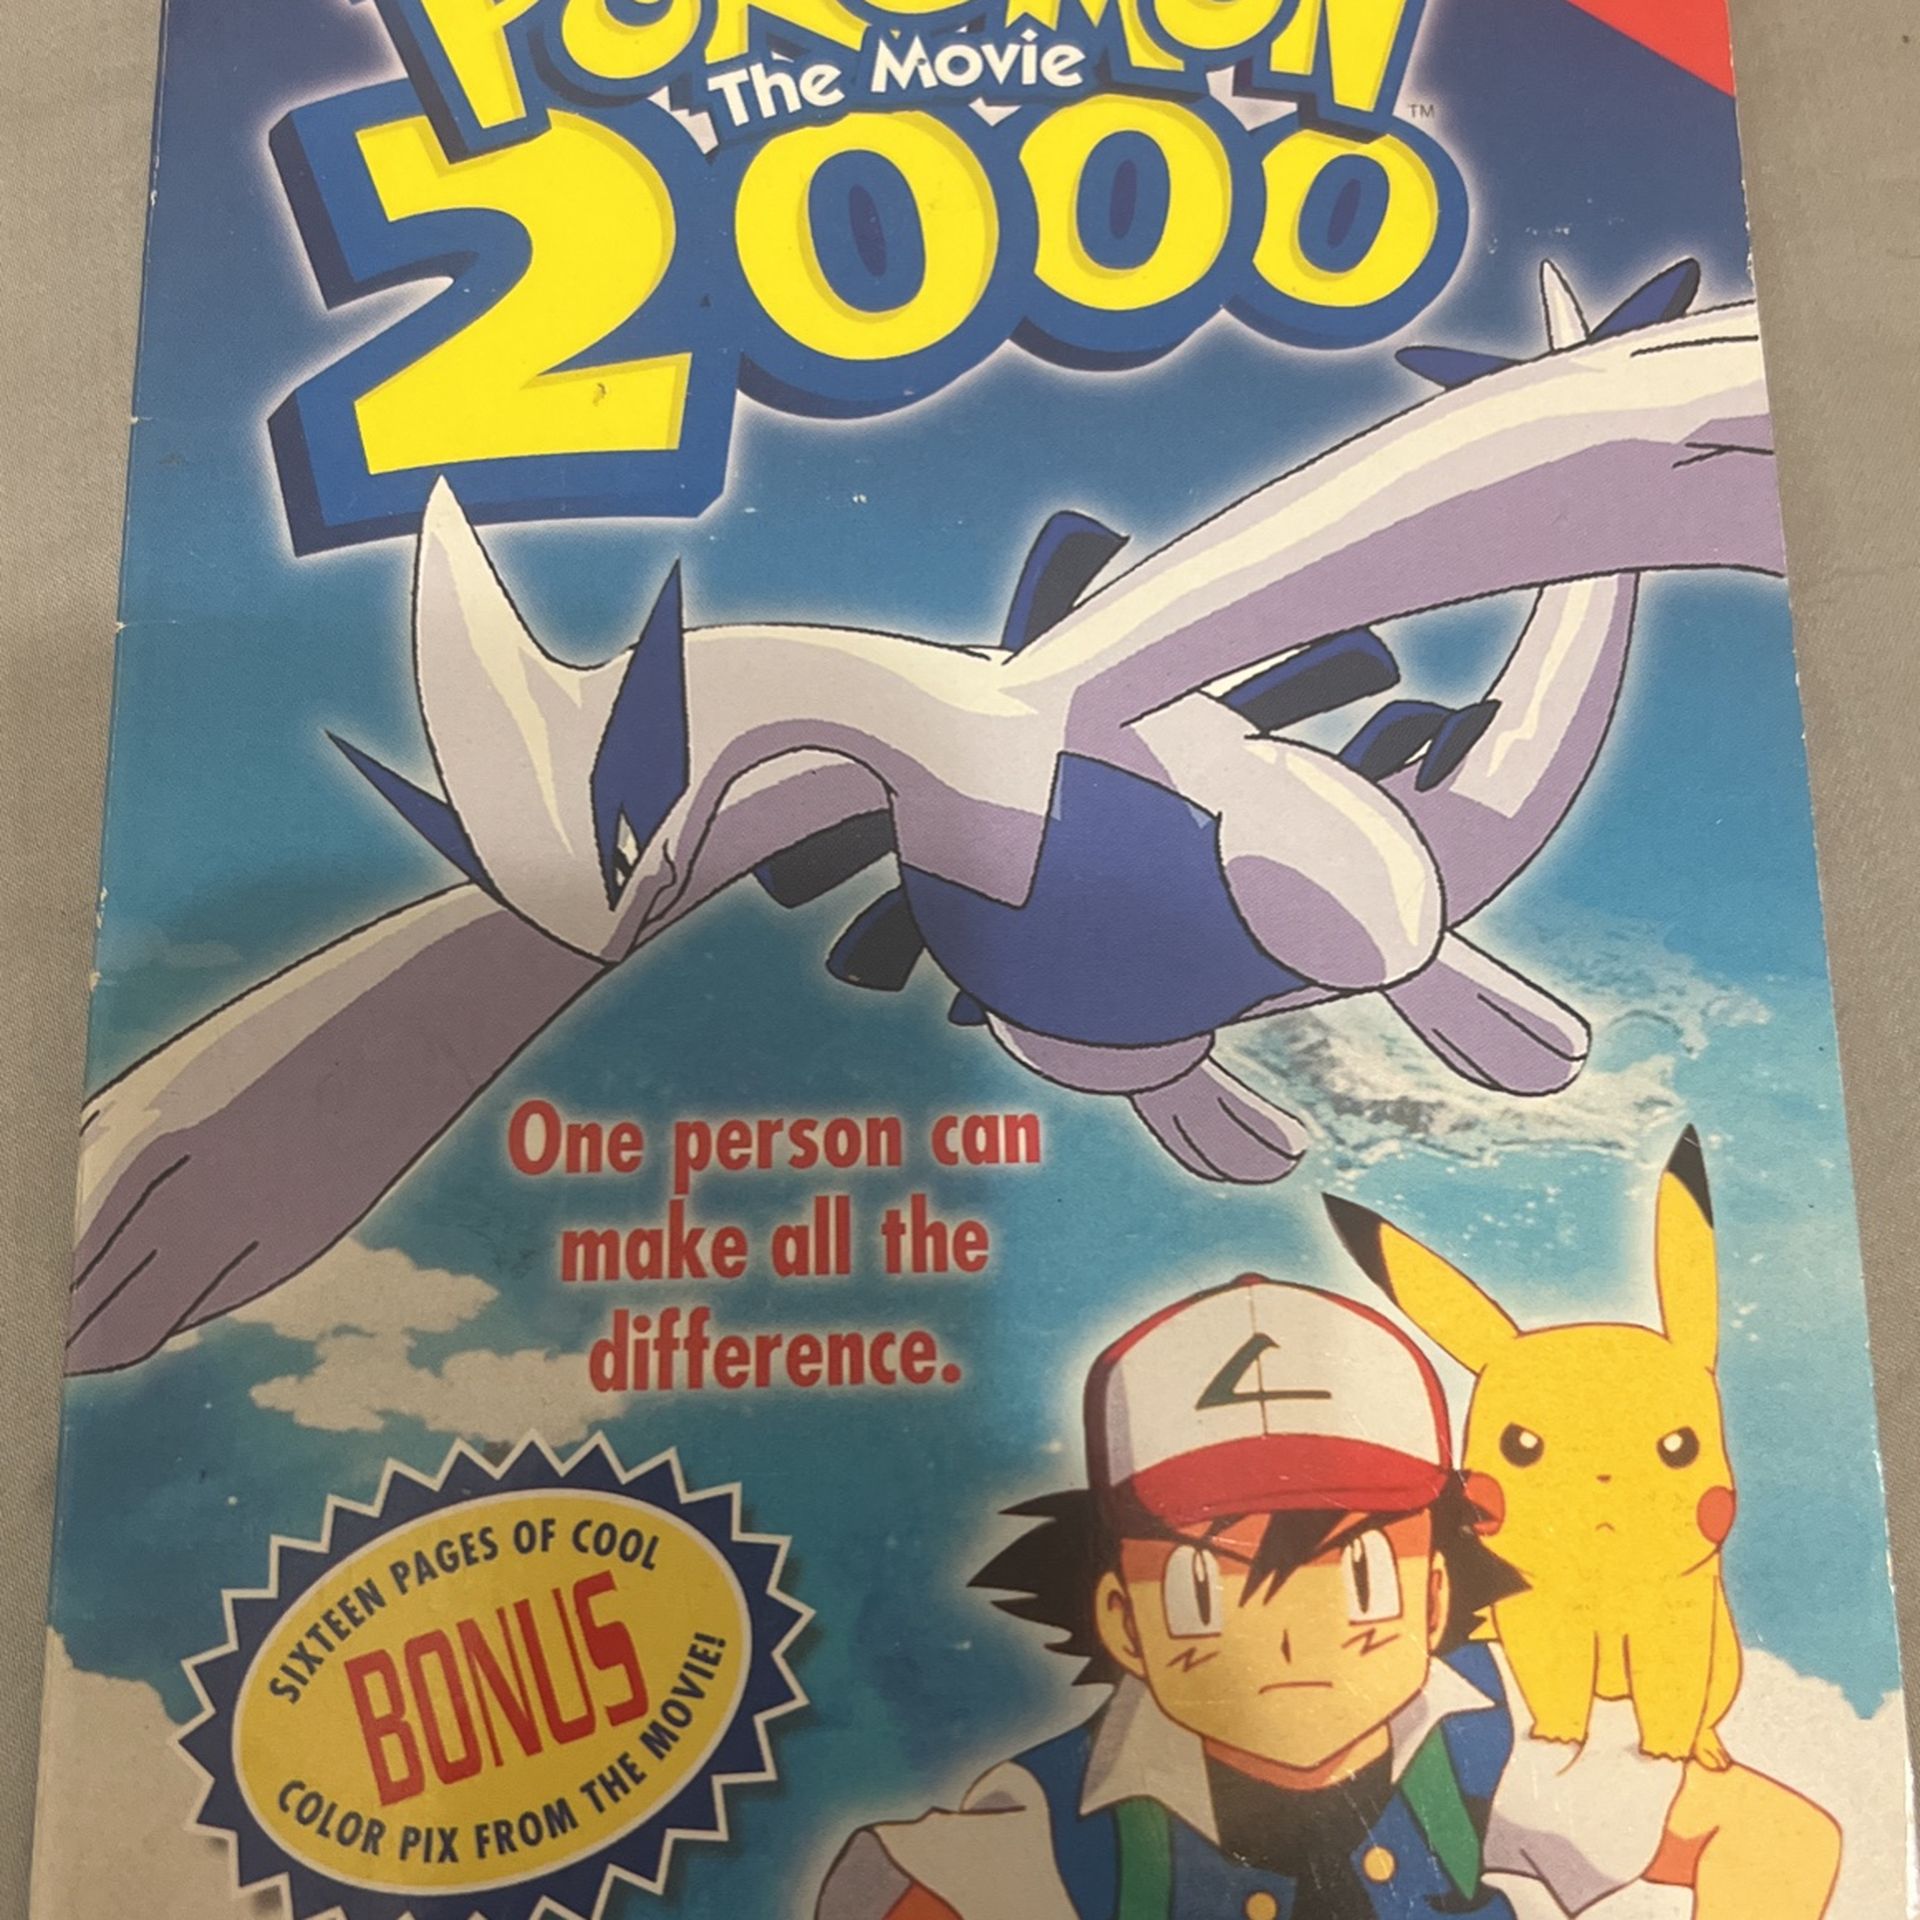 POKéMON
The Movie
2000
TM
One person can
make all the
difference.
SIXTEEN PAGES OF COOL
BONUS
COLOR PIX FROM THE MOVIE!